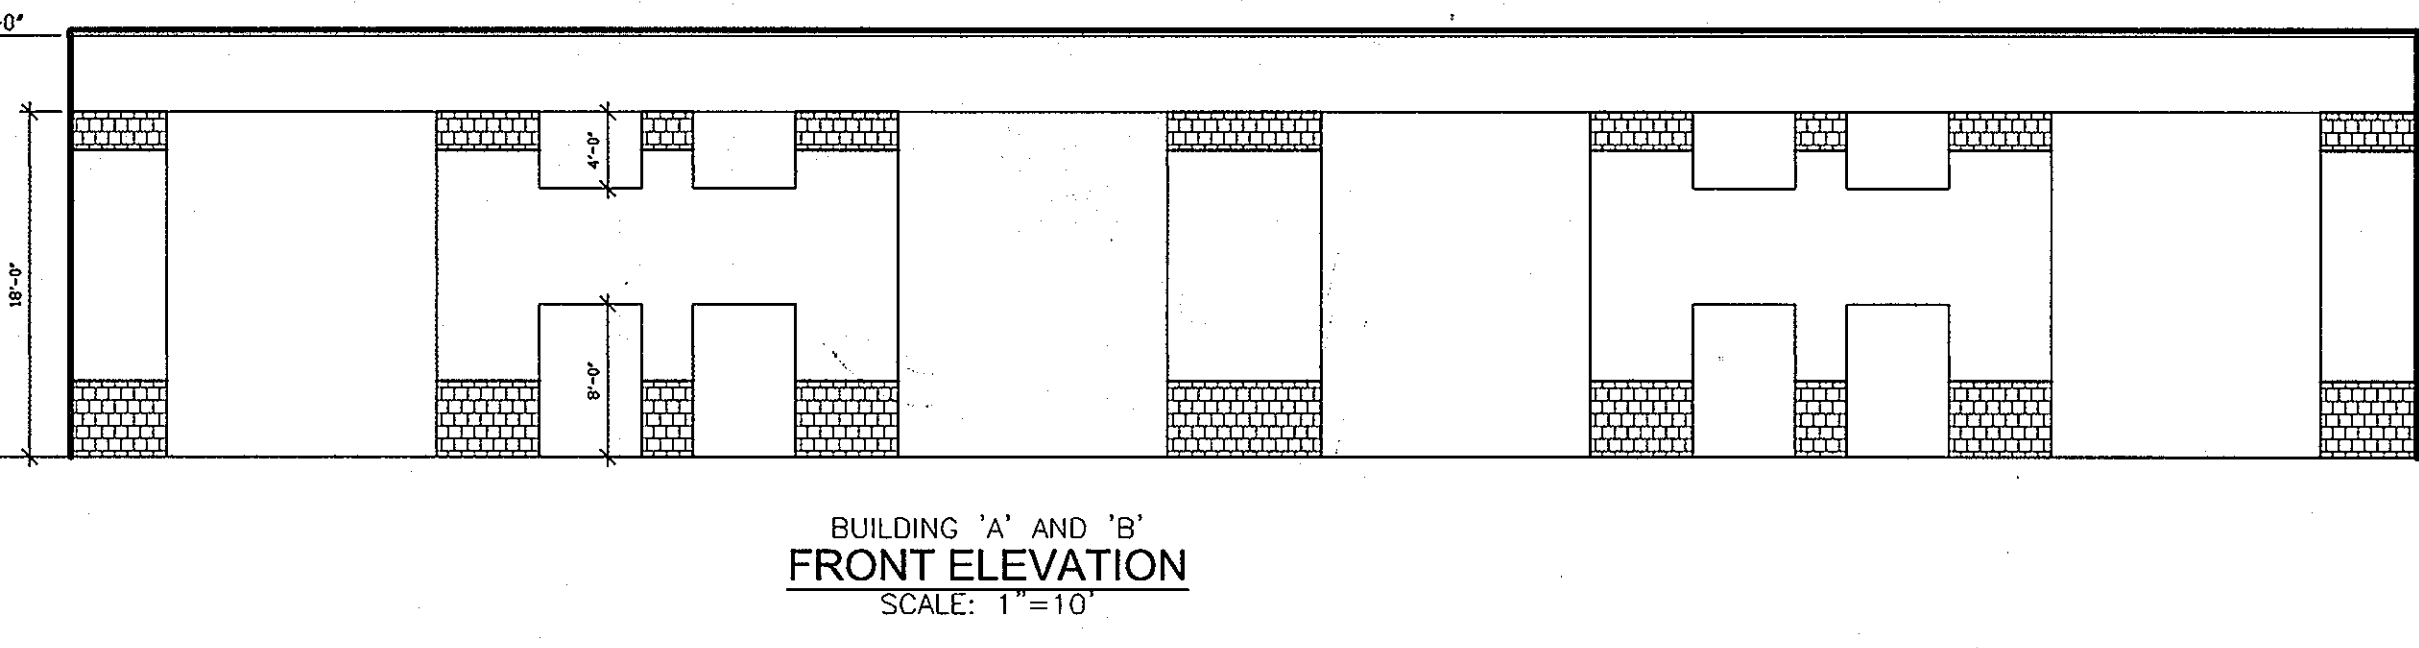 -0"
4'-0"
18'-0"
8'-0"
BUILDING 'A' AND 'B'
FRONT ELEVATION
SCALE: 1"=10'